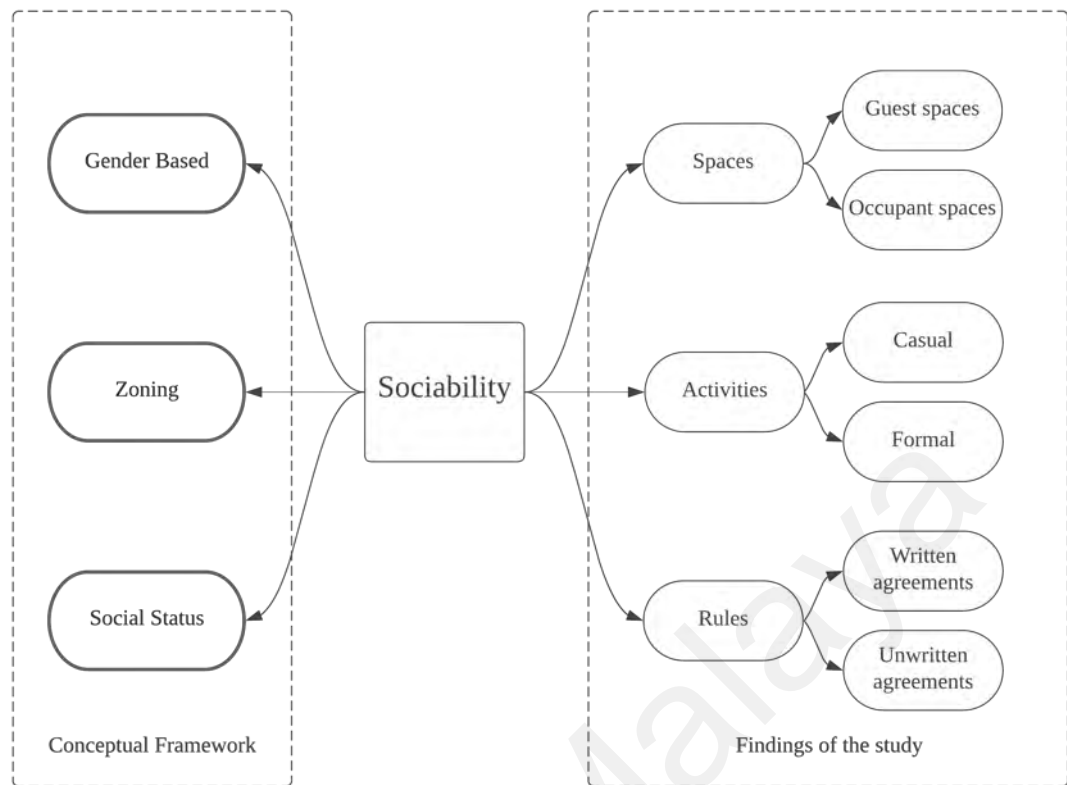 Gender Based
Zoning
Social Status
Conceptual Framework
Sociability
Spaces
Guest spaces
Occupant spaces
Activities
Casual
Formal
Rules
Written
agreements
Unwritten
agreements
Findings of the study
Malaya